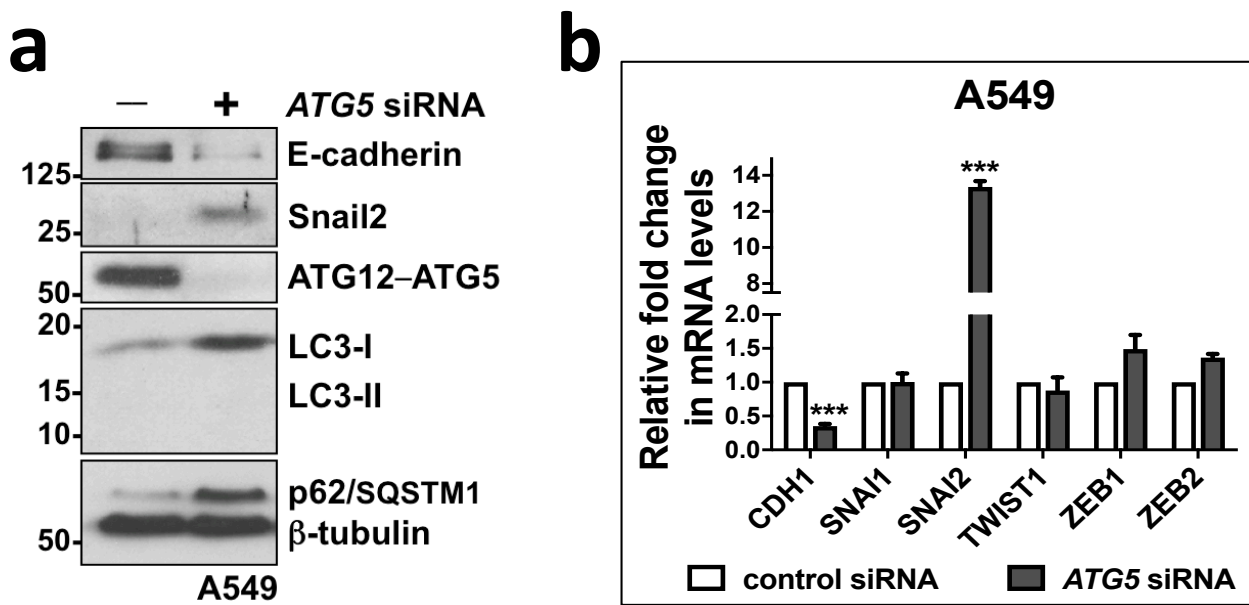 a
— + ATG5 siRNA
E-cadherin
125
Snail2
25
ATG12–ATG5
50
20
LC3-I
15
LC3-II
10
p62/SQSTM1
β-tubulin
50
A549
b
A549
Relative fold change
in mRNA levels
14
12
10
8
2.0
1.5
1.0
0.5
0.0
***
***
CDH1
SNAI1
SNAI2
TWIST1
ZEB1
ZEB2
control siRNA
ATG5 siRNA